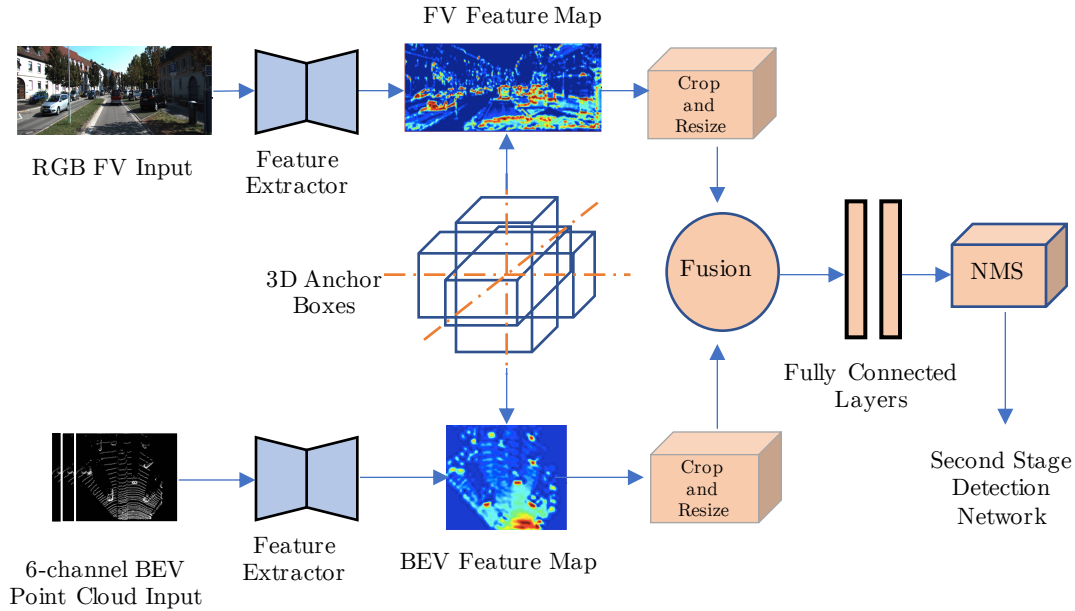 FV Feature Map
Crop
and
Resize
RGB FV Input
Feature
Extractor
3D Anchor
Boxes
Fusion
NMS
Fully Connected
Layers
Crop
and
Resize
Second Stage
Detection
Network
6-channel BEV
Point Cloud Input
Feature
Extractor
BEV Feature Map